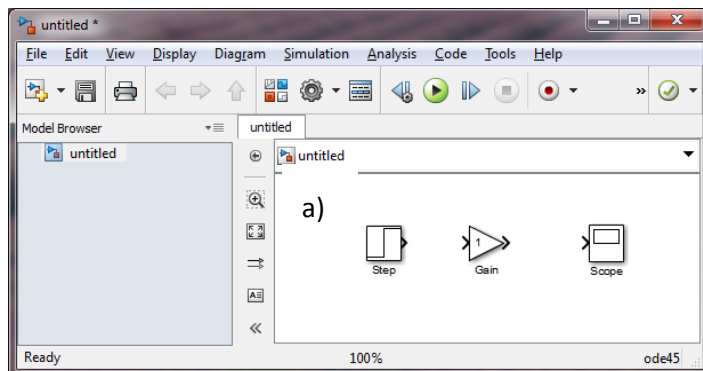 untitled *
File Edit View Display Diagram Simulation Analysis Code Tools Help
»
Model Browser
untitled
untitled
untitled
a)
1
Step
Gain
Scope
Ready
100%
ode45